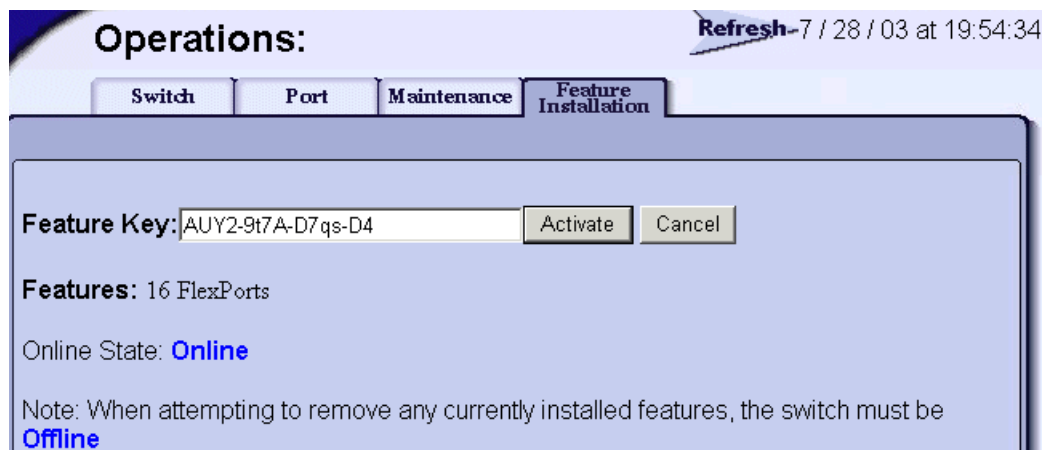 Operations:
Refresh-7 / 28 / 03 at 19:54:34
Switch Port Maintenance Feature Installation
Feature Key: AUY2-9t7A-D7qs-D4 Activate Cancel
Features: 16 FlexPorts
Online State: Online
Note: When attempting to remove any currently installed features, the switch must be
Offline